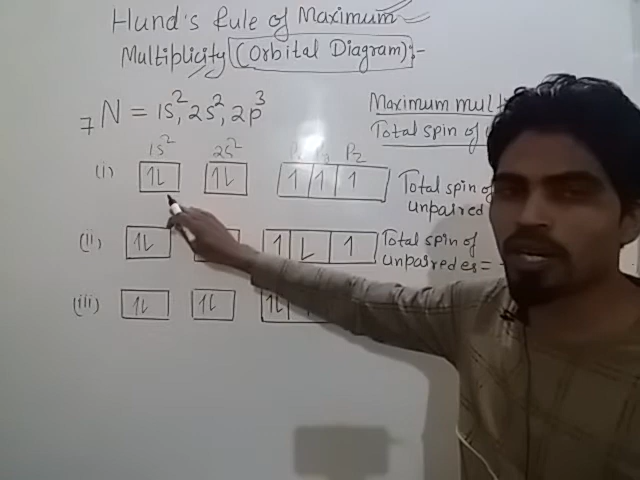 Hund's Rule of Maximum
Multiplicity (Orbital Diagram):-
7N = 1s², 2s², 2p³
Maximum mult
Total spin of
1s² 2s² Pz
(i) 1L 1L 1 1 1 Total spin of
unpaired
(ii) 1L 1 L 1 Total spin of
unpaired es =
(iii) 1L 1L 1L